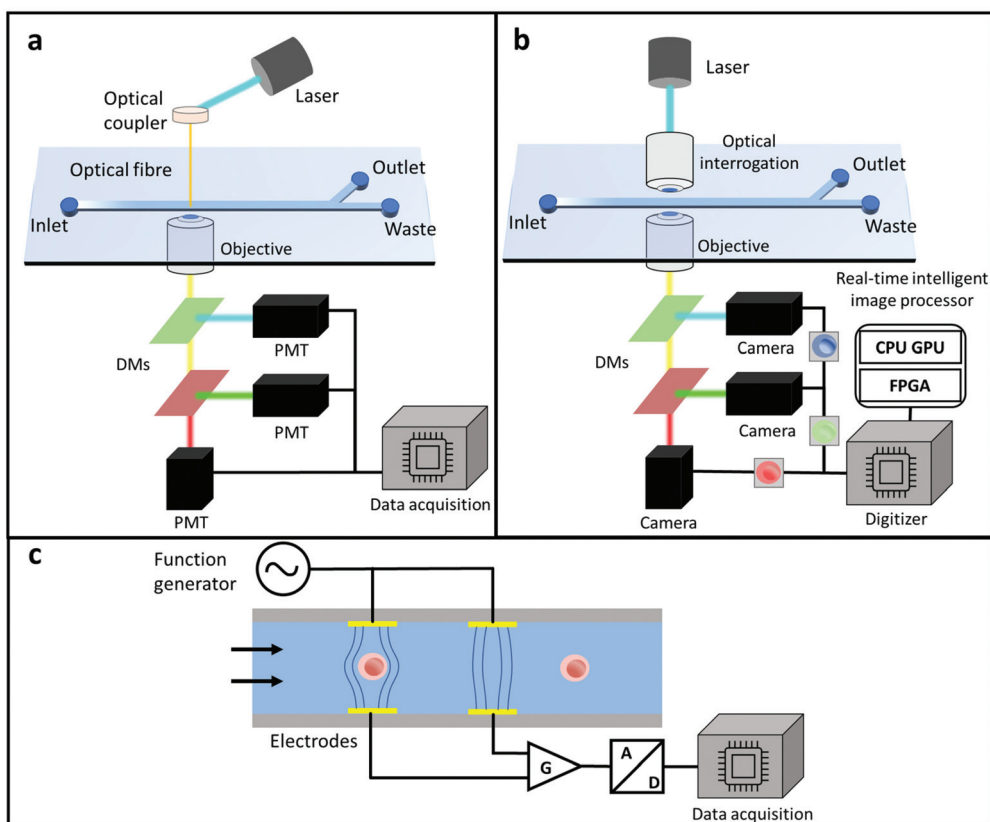 a
Laser
Optical
coupler
Optical fibre
Outlet
Inlet
Waste
Objective
DMs
PMT
PMT
PMT
Data acquisition
b
Laser
Optical
interrogation
Outlet
Inlet
Waste
Objective
Real-time intelligent
image processor
CPU GPU
FPGA
DMs
Camera
Camera
Camera
Digitizer
c
Function
generator
Electrodes
G
A
D
Data acquisition